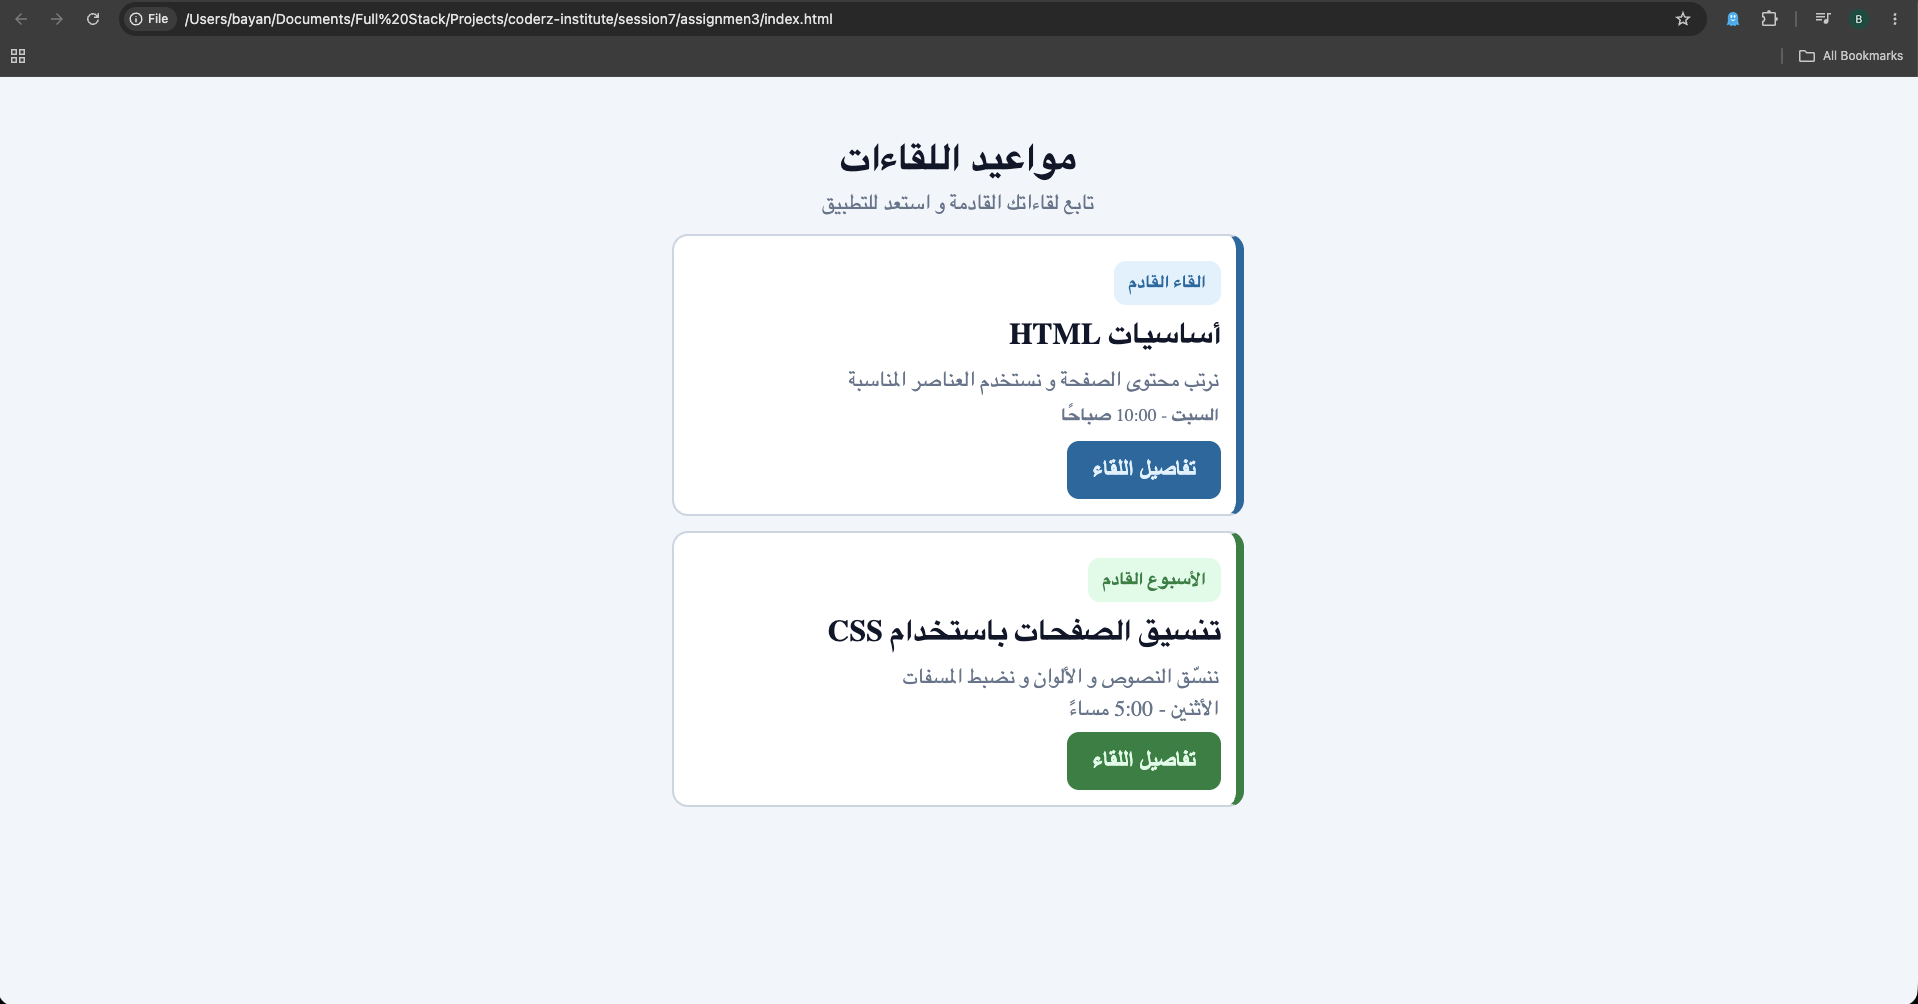 File
/Users/bayan/Documents/Full%20Stack/Projects/coderz-institute/session7/assignmen3/index.html
B
All Bookmarks
مواعيد اللقاءات
تابع لقاءاتك القادمة و استعد للتطبيق
القاء القادم
أساسيات HTML
نرتب محتوى الصفحة و نستخدم العناصر المناسبة
السبت - 10:00 صباحًا
تفاصيل اللقاء
الأسبوع القادم
تنسيق الصفحات باستخدام CSS
ننسّق النصوص و الألوان و نضبط المسفات
الأثنين - 5:00 مساءً
تفاصيل اللقاء